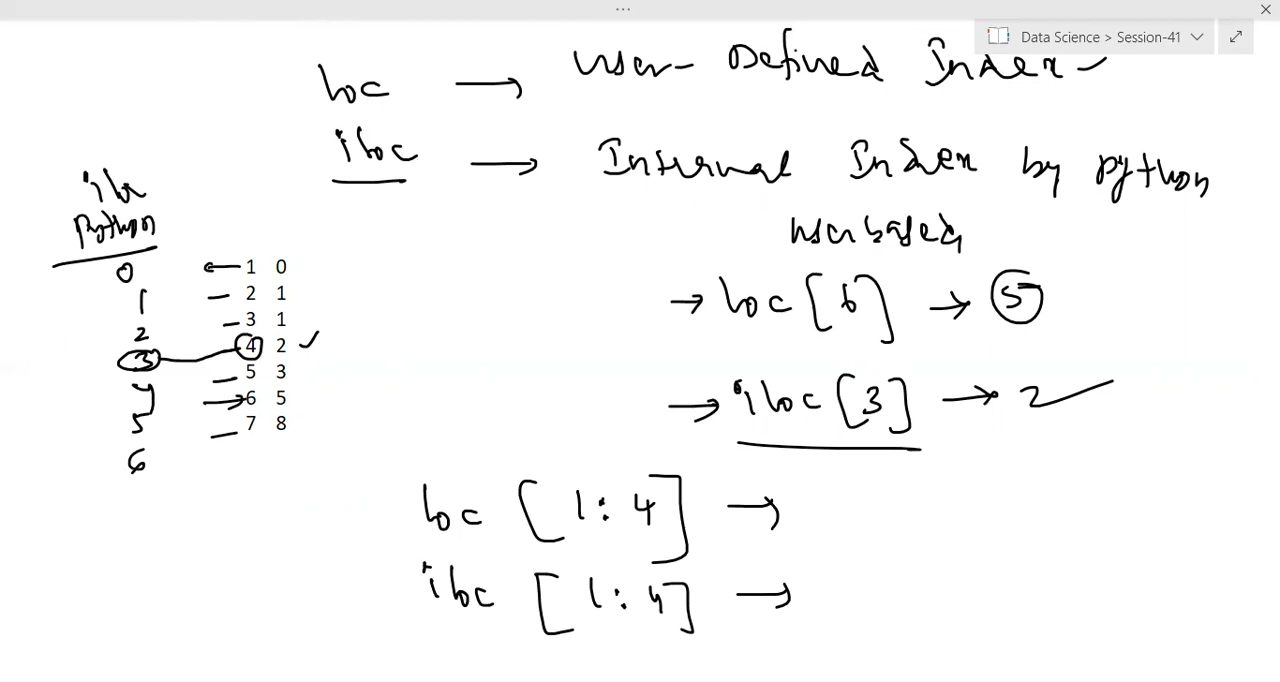 Data Science > Session-41
loc → User-Defined Index
iloc → Internal Index by python
iloc
python
userbased
0 1 0
1 2 1
2 3 1
3 4 2 ✓
4 5 3
5 6 5
6 7 8
→ loc [6] → 5
→ iloc [3] → 2
loc [1:4] →
iloc [1:4] →